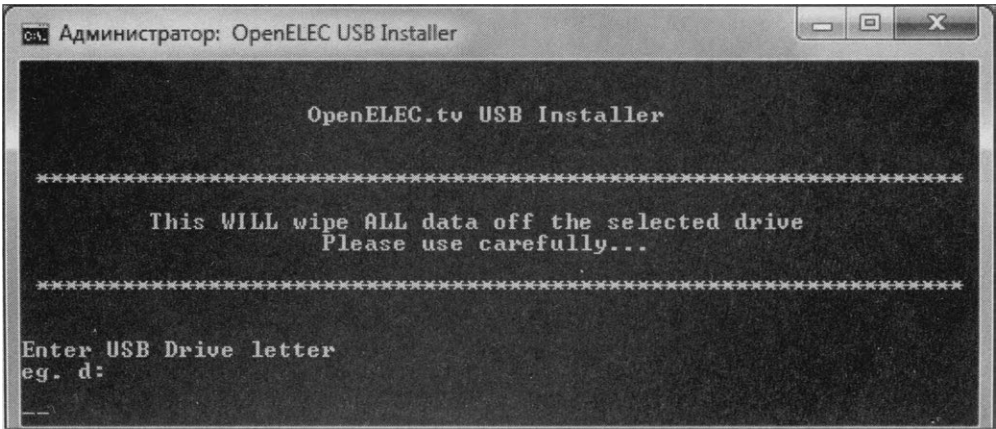 Администратор: OpenELEC USB Installer
OpenELEC.tv USB Installer
*****************************************************************
This WILL wipe ALL data off the selected drive
Please use carefully...
*****************************************************************
Enter USB Drive letter
eg. d: